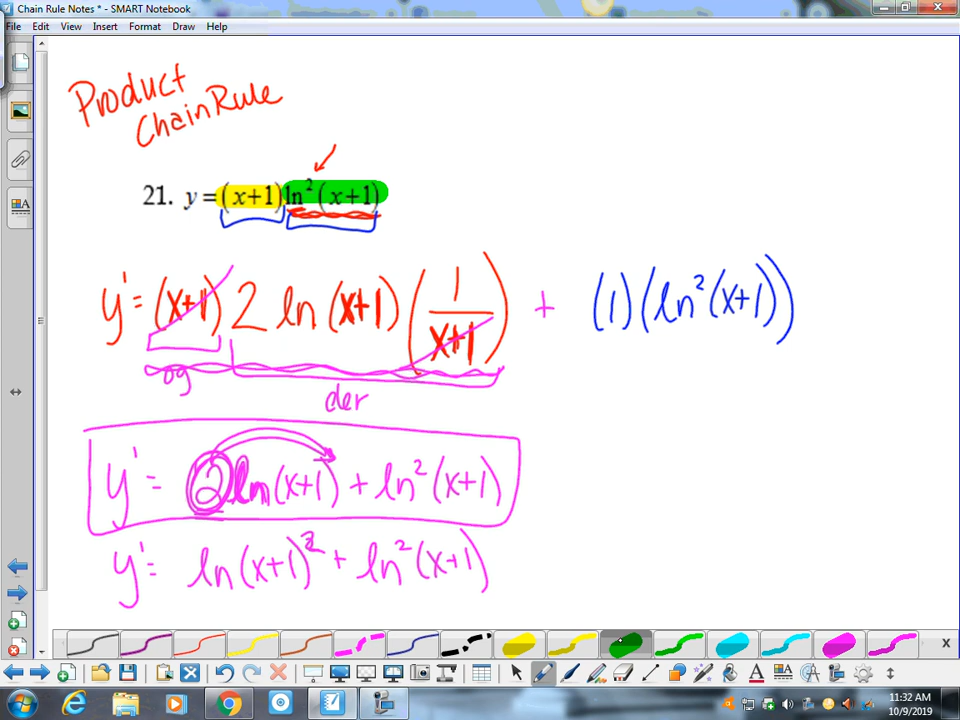 Chain Rule Notes * - SMART Notebook
File Edit View Insert Format Draw Help
Product
Chain Rule
21. y = (x+1)ln²(x+1)
y' = (x+1) 2 ln (x+1) (1/(x+1)) + (1)(ln²(x+1))
og
der
y' = 2 ln(x+1) + ln²(x+1)
y' = ln(x+1)² + ln²(x+1)
x
A
11:32 AM
10/9/2019